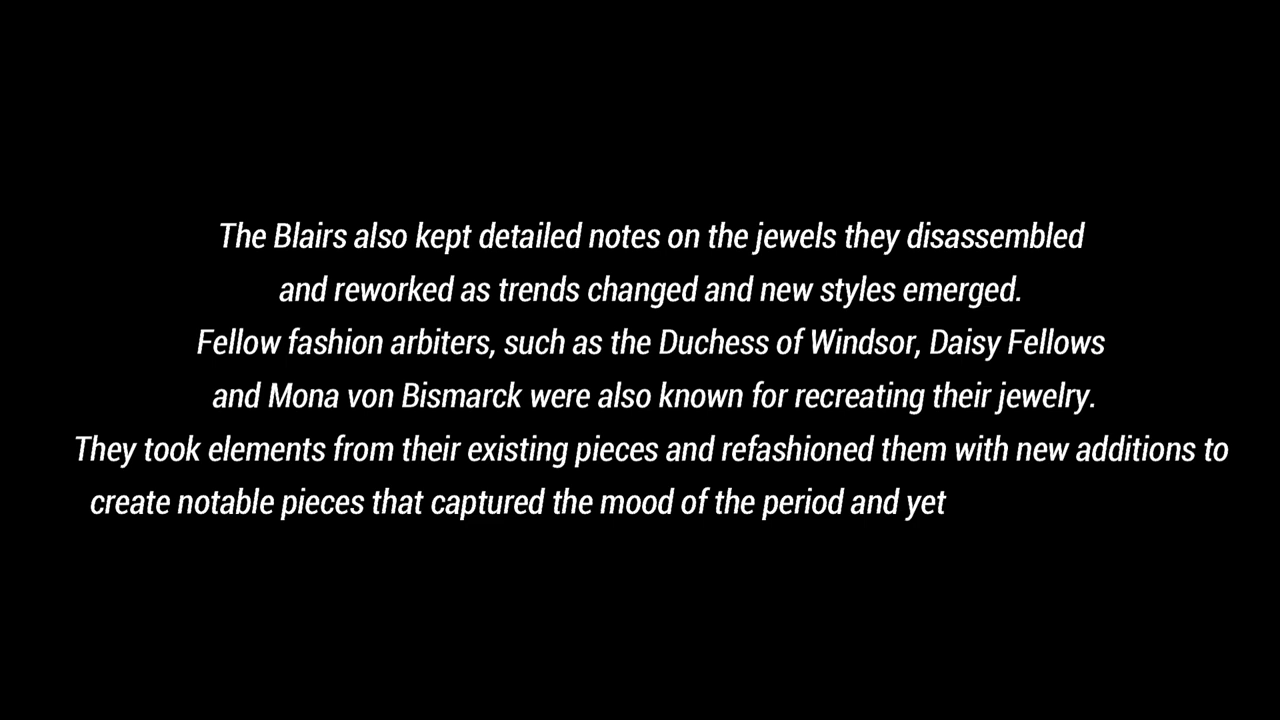 The Blairs also kept detailed notes on the jewels they disassembled
and reworked as trends changed and new styles emerged.
Fellow fashion arbiters, such as the Duchess of Windsor, Daisy Fellows
and Mona von Bismarck were also known for recreating their jewelry.
They took elements from their existing pieces and refashioned them with new additions to
create notable pieces that captured the mood of the period and yet